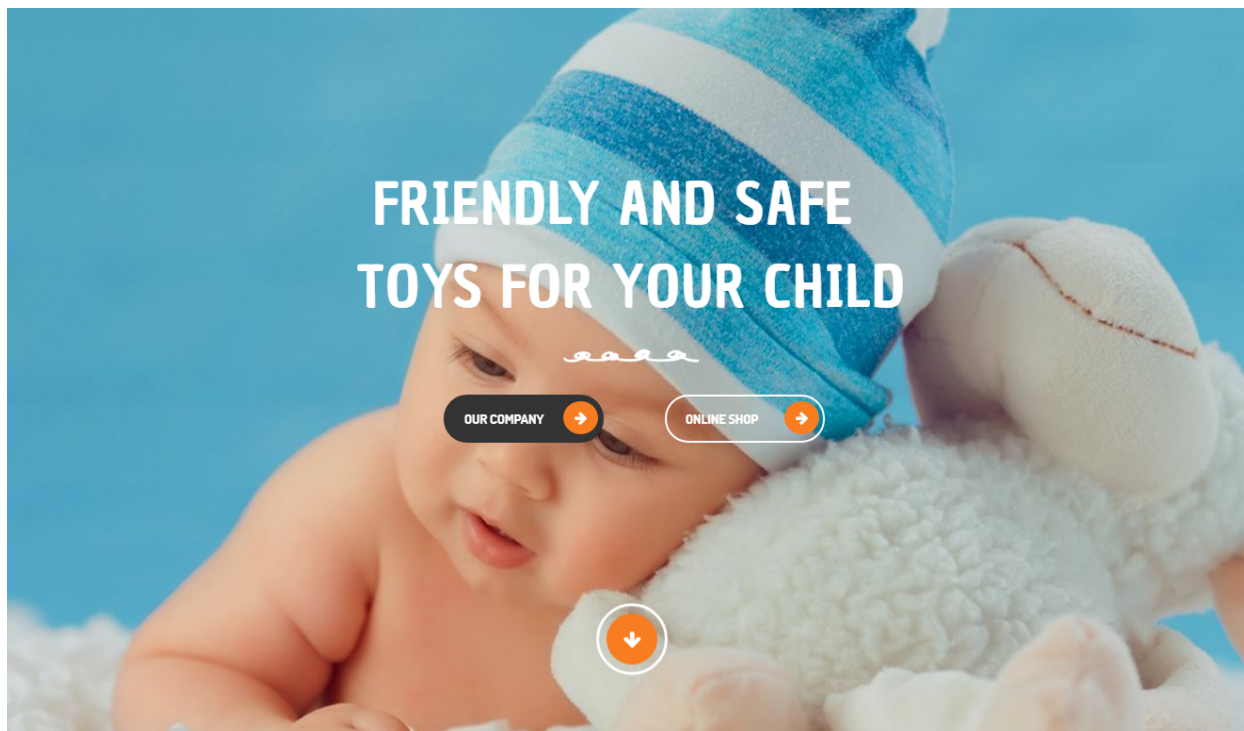 FRIENDLY AND SAFE
TOYS FOR YOUR CHILD
OUR COMPANY
ONLINE SHOP